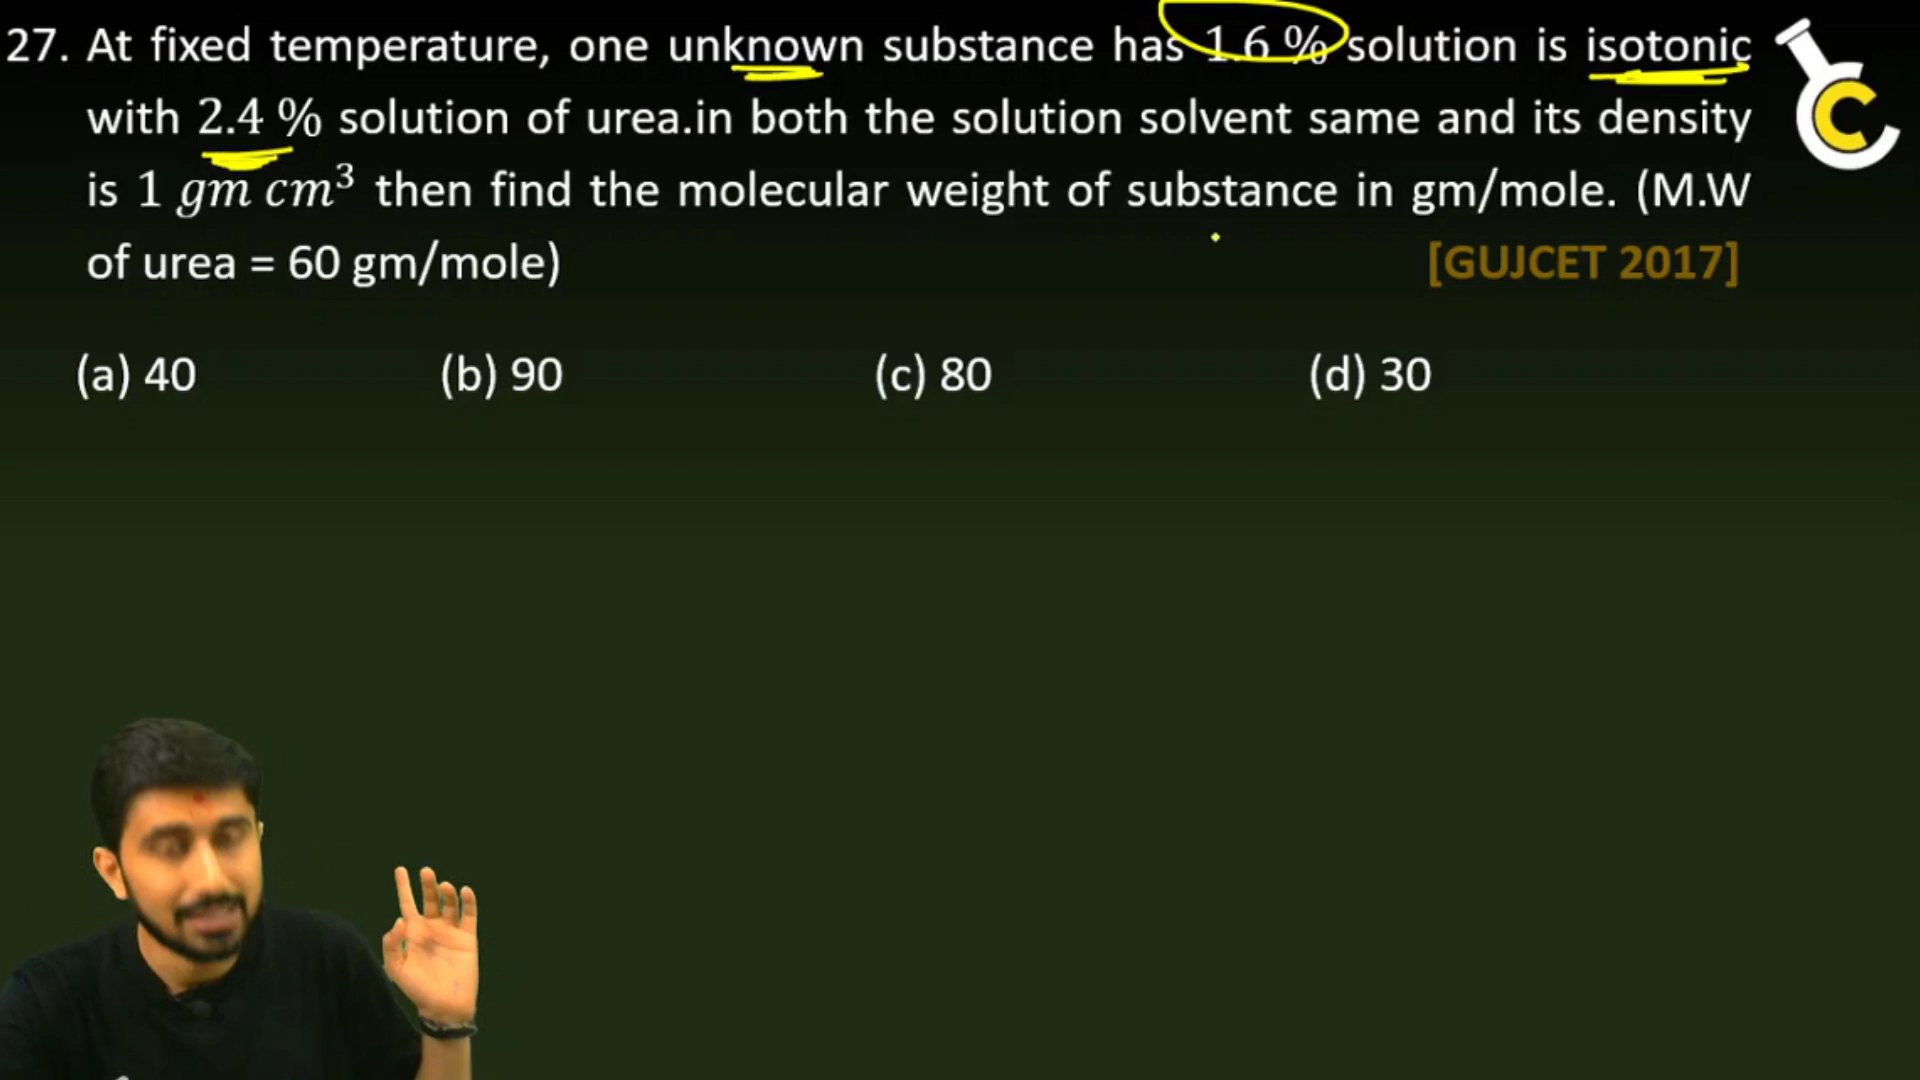 27. At fixed temperature, one unknown substance has 1.6 % solution is isotonic
with 2.4 % solution of urea.in both the solution solvent same and its density
is 1 gm cm³ then find the molecular weight of substance in gm/mole. (M.W
of urea = 60 gm/mole) [GUJCET 2017]
(a) 40 (b) 90 (c) 80 (d) 30